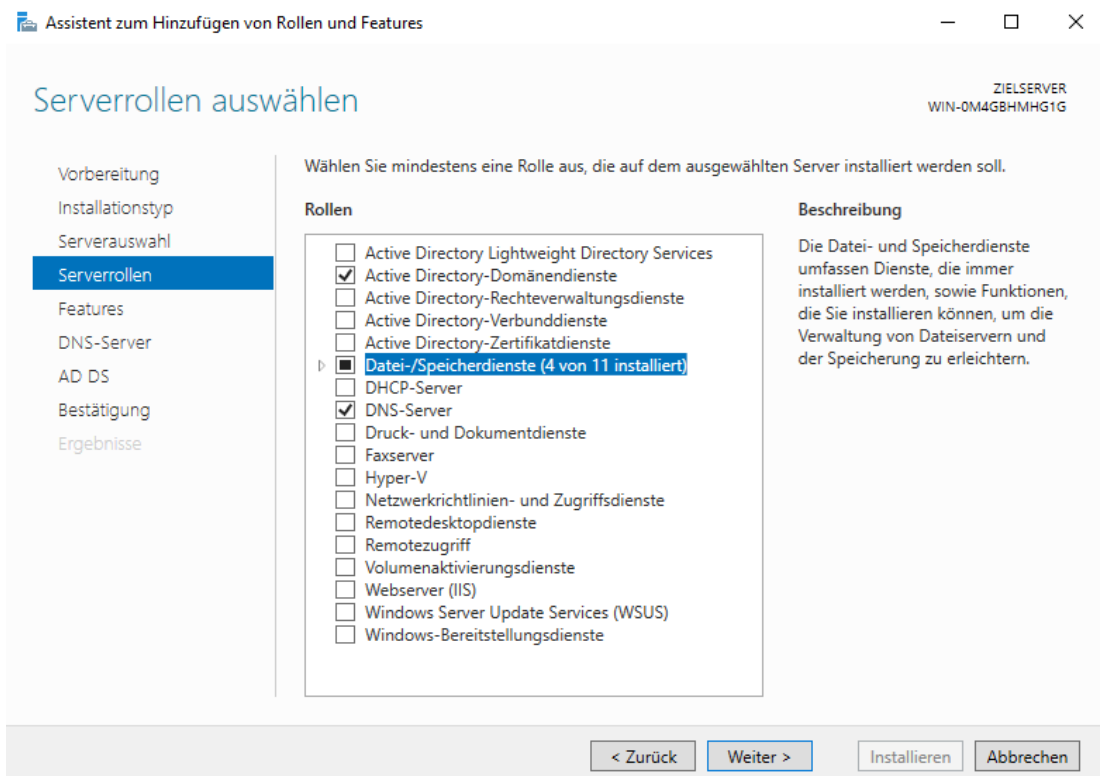 Assistent zum Hinzufügen von Rollen und Features
Serverrollen auswählen
ZIELSERVER
WIN-0M4GBHMHG1G
Vorbereitung
Installationstyp
Serverauswahl
Serverrollen
Features
DNS-Server
AD DS
Bestätigung
Ergebnisse
Wählen Sie mindestens eine Rolle aus, die auf dem ausgewählten Server installiert werden soll.
Rollen
Active Directory Lightweight Directory Services
Active Directory-Domänendienste
Active Directory-Rechteverwaltungsdienste
Active Directory-Verbunddienste
Active Directory-Zertifikatdienste
Datei-/Speicherdienste (4 von 11 installiert)
DHCP-Server
DNS-Server
Druck- und Dokumentdienste
Faxserver
Hyper-V
Netzwerkrichtlinien- und Zugriffsdienste
Remotedesktopdienste
Remotezugriff
Volumenaktivierungsdienste
Webserver (IIS)
Windows Server Update Services (WSUS)
Windows-Bereitstellungsdienste
Beschreibung
Die Datei- und Speicherdienste
umfassen Dienste, die immer
installiert werden, sowie Funktionen,
die Sie installieren können, um die
Verwaltung von Dateiservern und
der Speicherung zu erleichtern.
< Zurück
Weiter >
Installieren
Abbrechen